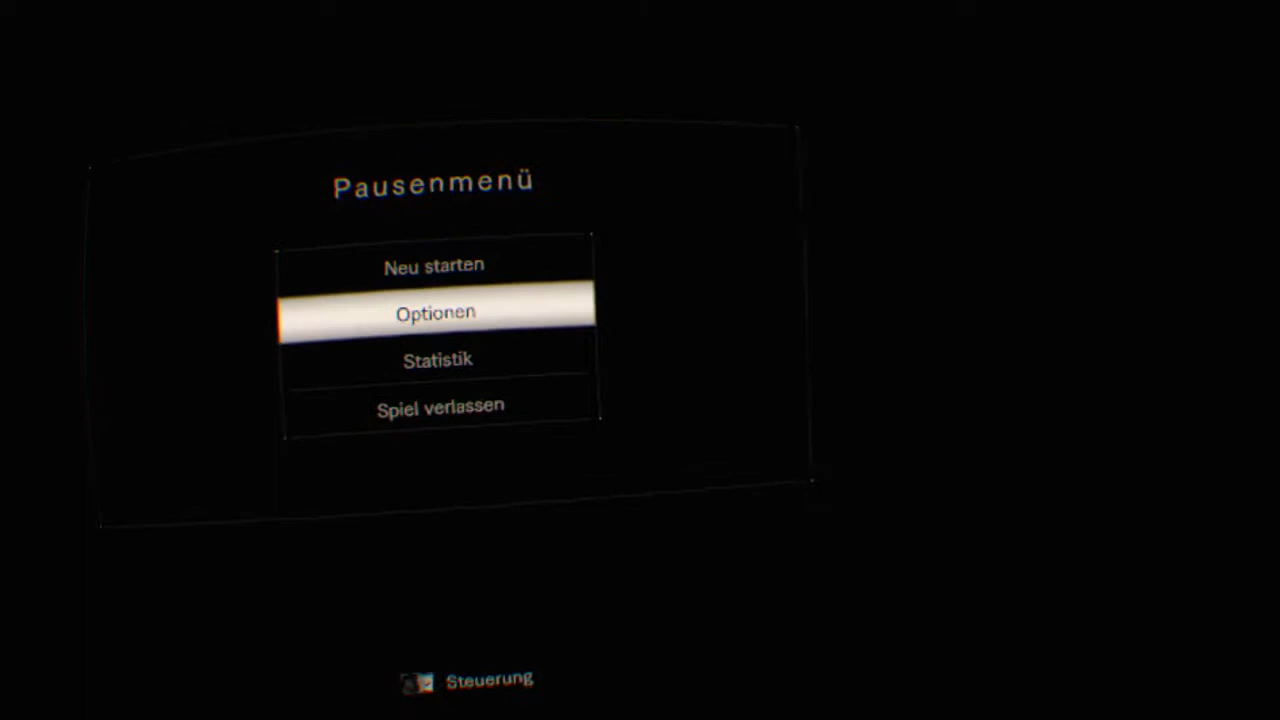 Pausenmenü
Neu starten
Optionen
Statistik
Spiel verlassen
Steuerung